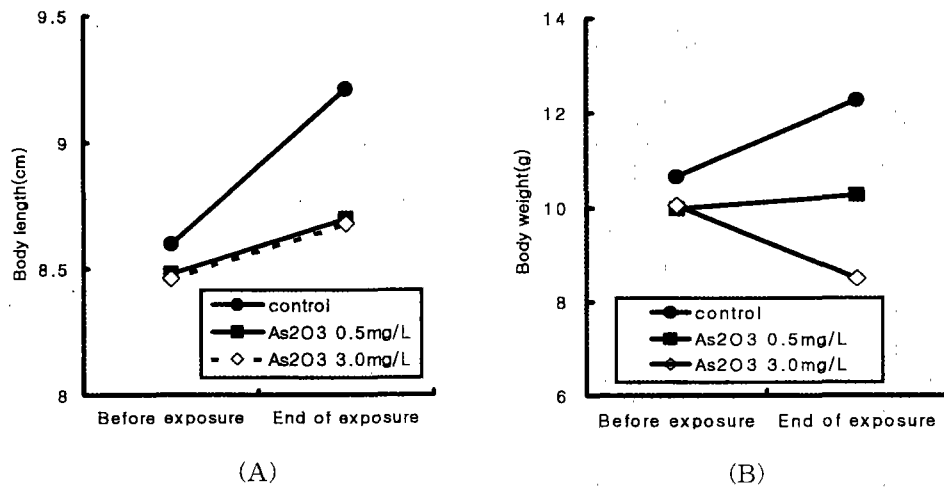 9.5
9
8.5
8
Body length(cm)
control
As2O3 0.5mg/L
As2O3 3.0mg/L
Before exposure End of exposure
(A)
14
12
10
8
6
Body weight(g)
control
As2O3 0.5mg/L
As2O3 3.0mg/L
Before exposure End of exposure
(B)